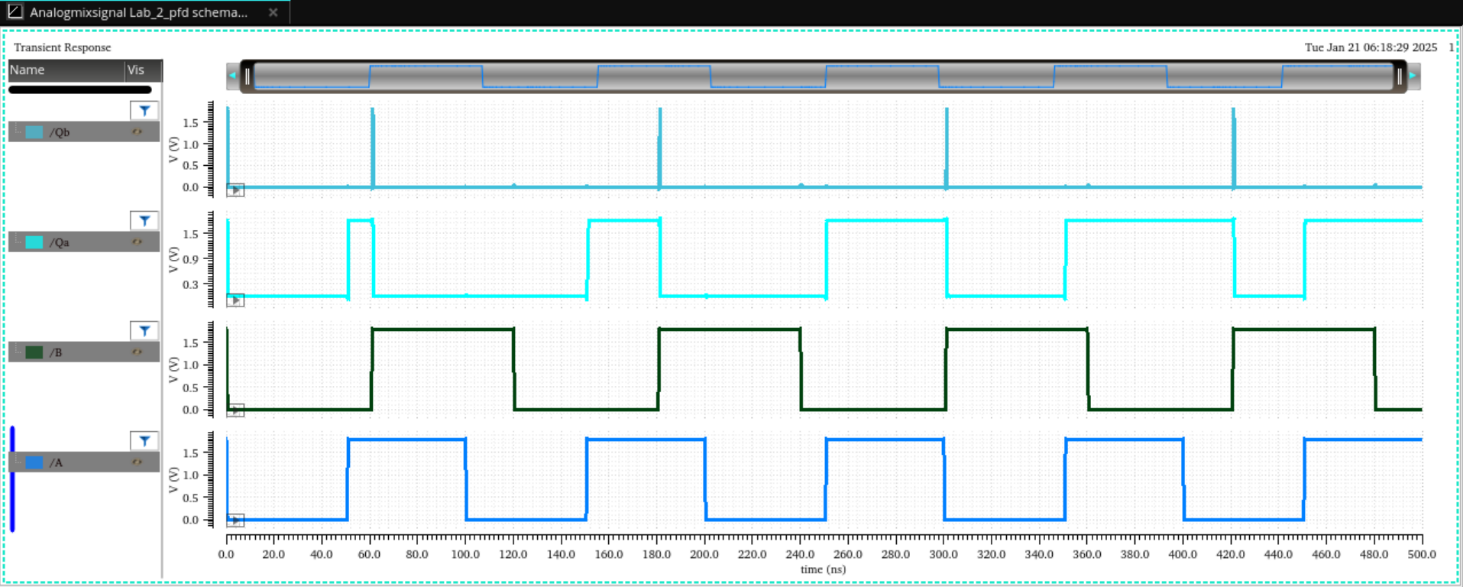 Analogmixsignal Lab_2_pfd schema... ×
Transient Response
Tue Jan 21 06:18:29 2025 1
Name Vis
/Qb
1.5
1.0
0.5
0.0
V (V)
/Qa
1.5
0.9
0.3
V (V)
/B
1.5
1.0
0.5
0.0
V (V)
/A
1.5
1.0
0.5
0.0
V (V)
0.0 20.0 40.0 60.0 80.0 100.0 120.0 140.0 160.0 180.0 200.0 220.0 240.0 260.0 280.0 300.0 320.0 340.0 360.0 380.0 400.0 420.0 440.0 460.0 480.0 500.0
time (ns)